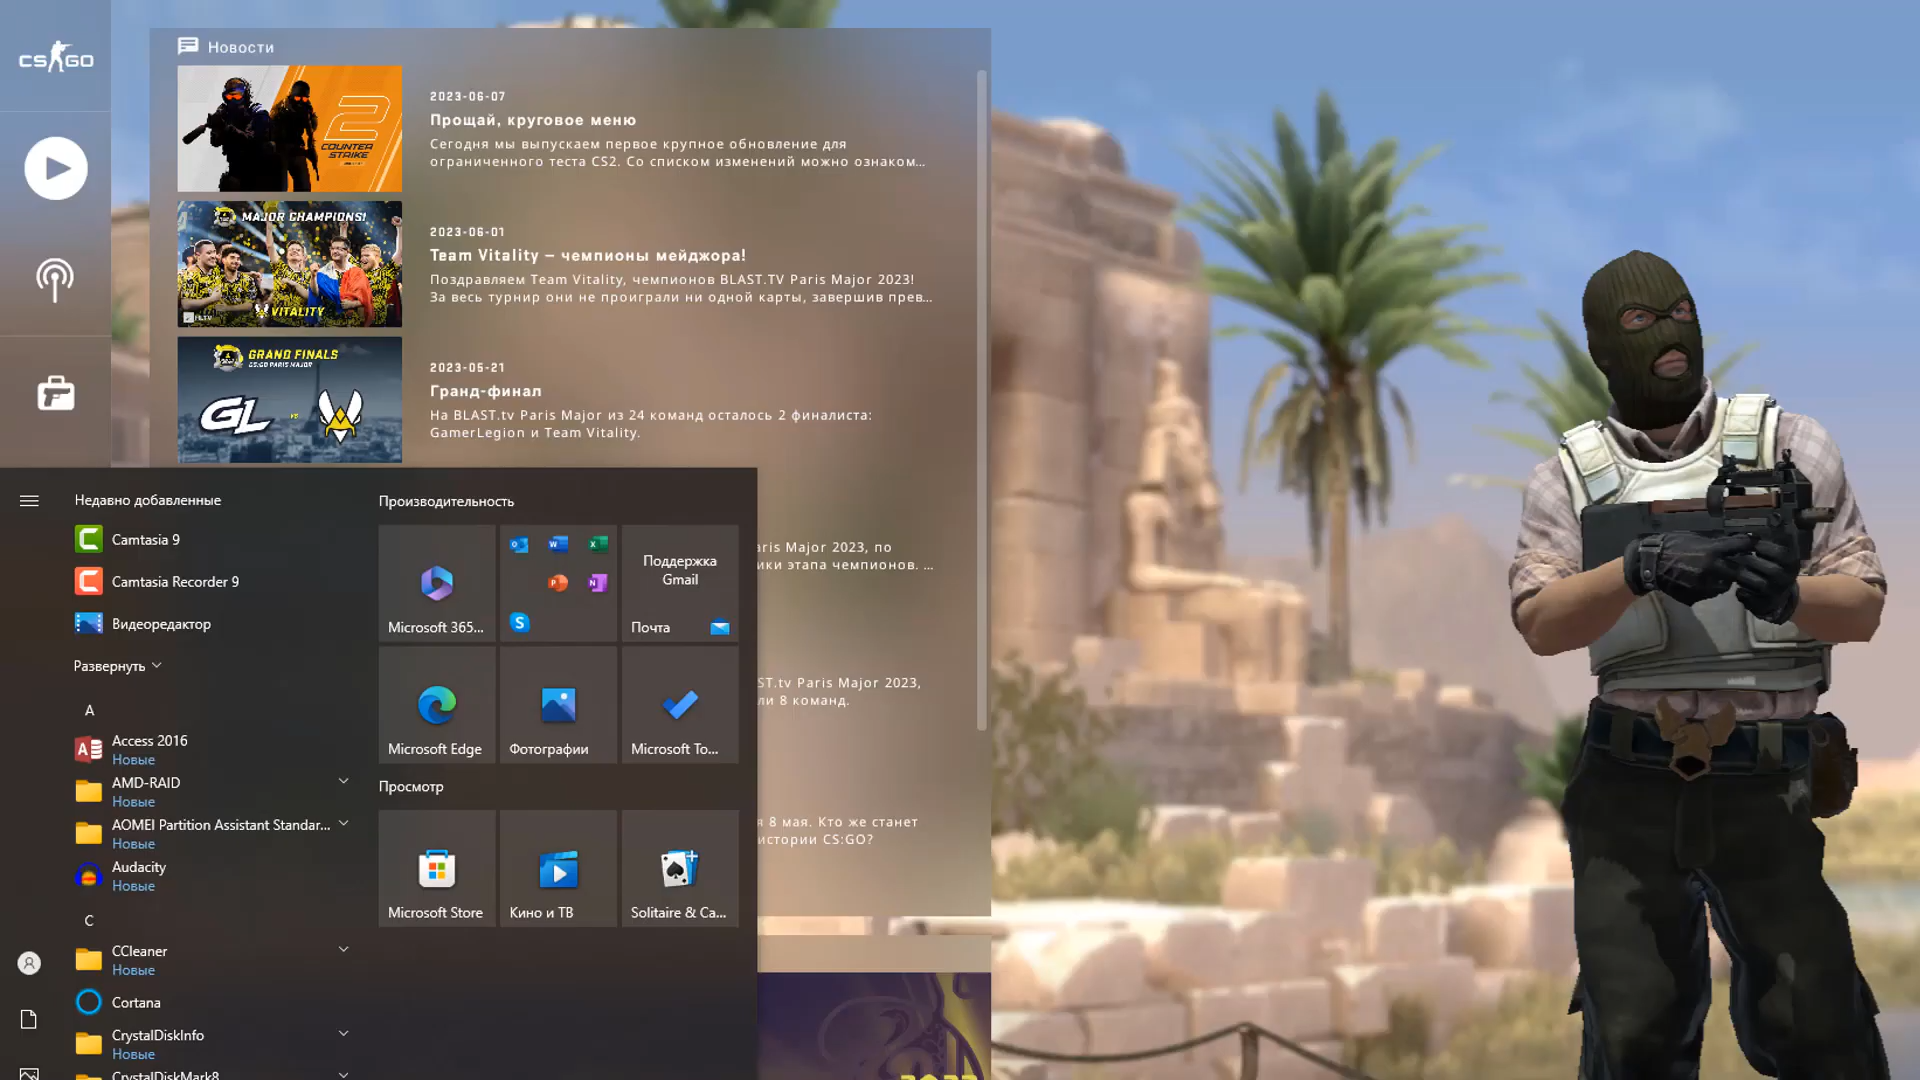 CS GO
Новости
2023-06-07
Прощай, круговое меню
Сегодня мы выпускаем первое крупное обновление для
ограниченного теста CS2. Со списком изменений можно ознаком...
2
COUNTER
STRIKE
MAJOR CHAMPIONS!
VITALITY
HLTV
2023-06-01
Team Vitality – чемпионы мейджора!
Поздравляем Team Vitality, чемпионов BLAST.TV Paris Major 2023!
За весь турнир они не проиграли ни одной карты, завершив прев...
GRAND FINALS
CS:GO PARIS MAJOR
GL vs
2023-05-21
Гранд-финал
На BLAST.tv Paris Major из 24 команд осталось 2 финалиста:
GamerLegion и Team Vitality.
aris Major 2023, по
ики этапа чемпионов. ...
ST.tv Paris Major 2023,
ли 8 команд.
я 8 мая. Кто же станет
истории CS:GO?
2023
Недавно добавленные
Camtasia 9
Camtasia Recorder 9
Видеоредактор
Развернуть
A
Access 2016
Новые
AMD-RAID
Новые
AOMEI Partition Assistant Standar...
Новые
Audacity
Новые
C
CCleaner
Новые
Cortana
CrystalDiskInfo
Новые
CrystalDiskMark8
Производительность
Microsoft 365...
Поддержка
Gmail
Почта
Microsoft Edge
Фотографии
Microsoft To...
Просмотр
Microsoft Store
Кино и ТВ
Solitaire & Ca...